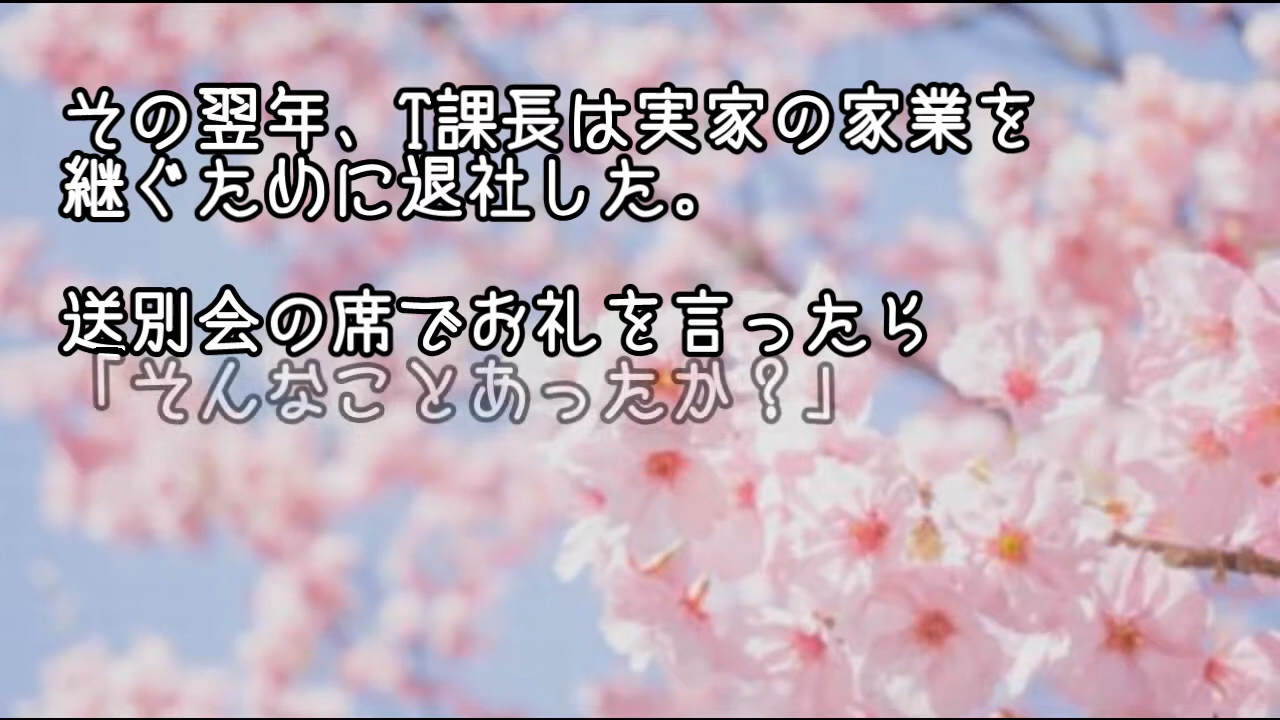 その翌年、T課長は実家の家業を
継ぐために退社した。
送別会の席でお礼を言ったら
「そんなことあったか？」